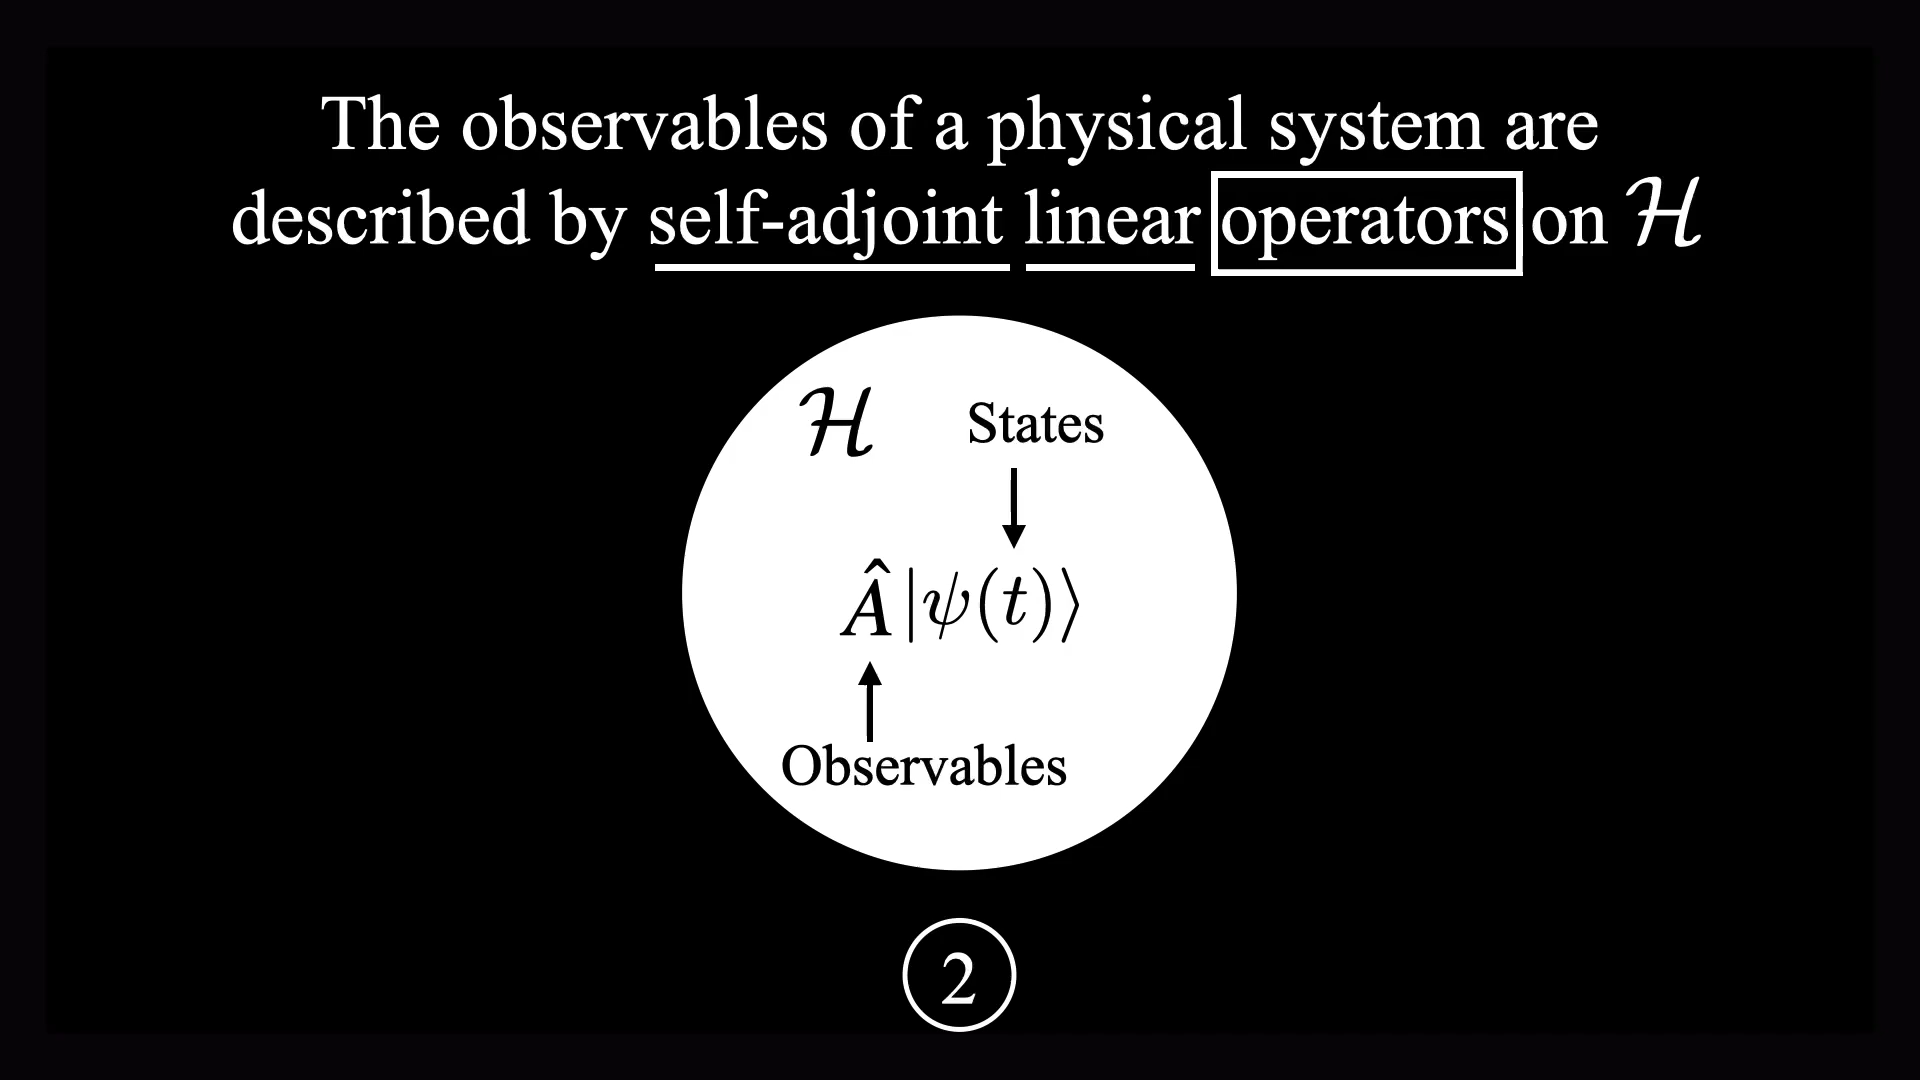 The observables of a physical system are
described by self-adjoint linear operators on ℋ
ℋ States
Â|ψ(t)⟩
Observables
2